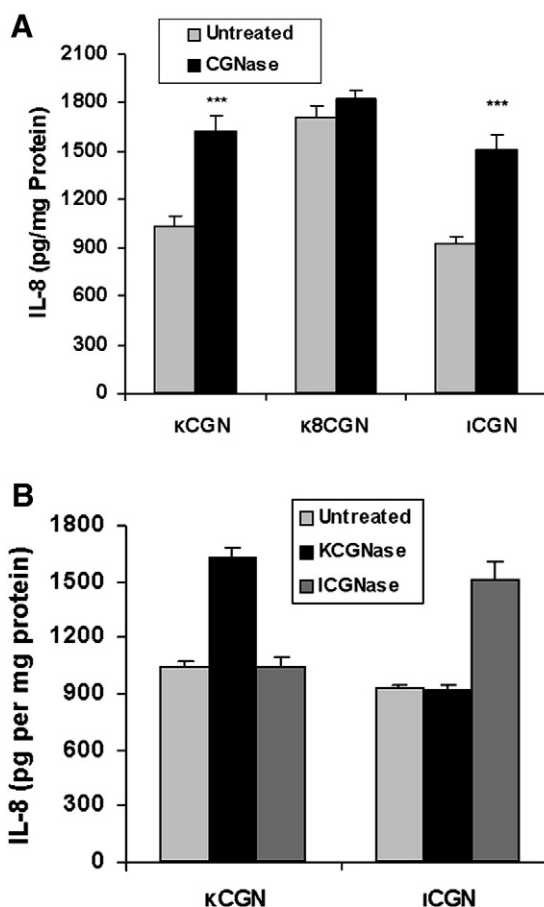 A
Untreated
CGNase
IL-8 (pg/mg Protein)
2100
1800
1500
1200
900
600
300
0
***
***
κCGN
κ8CGN
ιCGN
B
Untreated
KCGNase
ICGNase
IL-8 (pg per mg protein)
1800
1500
1200
900
600
300
0
κCGN
ιCGN